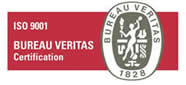 ISO 9001
BUREAU VERITAS
Certification
BUREAU VERITAS
1828